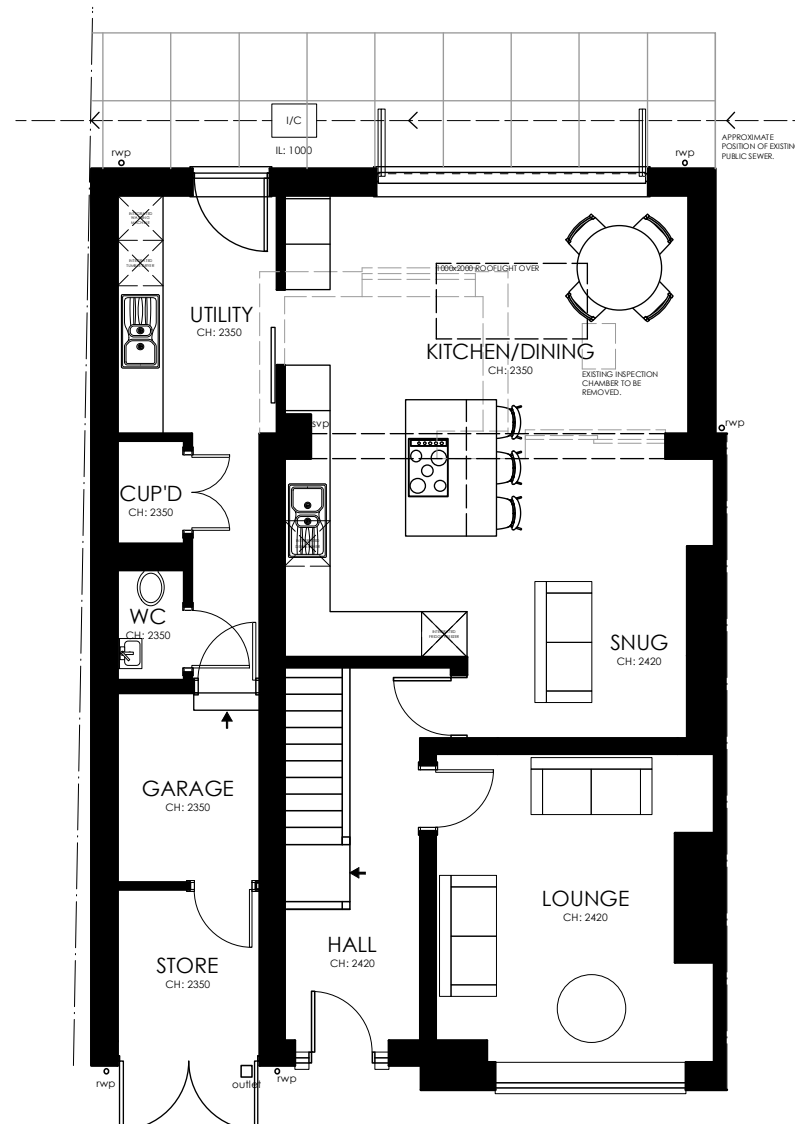 I/C
IL: 1000
APPROXIMATE
POSITION OF EXISTING
PUBLIC SEWER.
rwp
rwp
1000x2000 ROOFLIGHT OVER
UTILITY
CH: 2350
KITCHEN/DINING
CH: 2350
EXISTING INSPECTION
CHAMBER TO BE
REMOVED.
svp
rwp
CUP'D
CH: 2350
WC
CH: 2350
SNUG
CH: 2420
GARAGE
CH: 2350
LOUNGE
CH: 2420
HALL
CH: 2420
STORE
CH: 2350
rwp
outlet
rwp